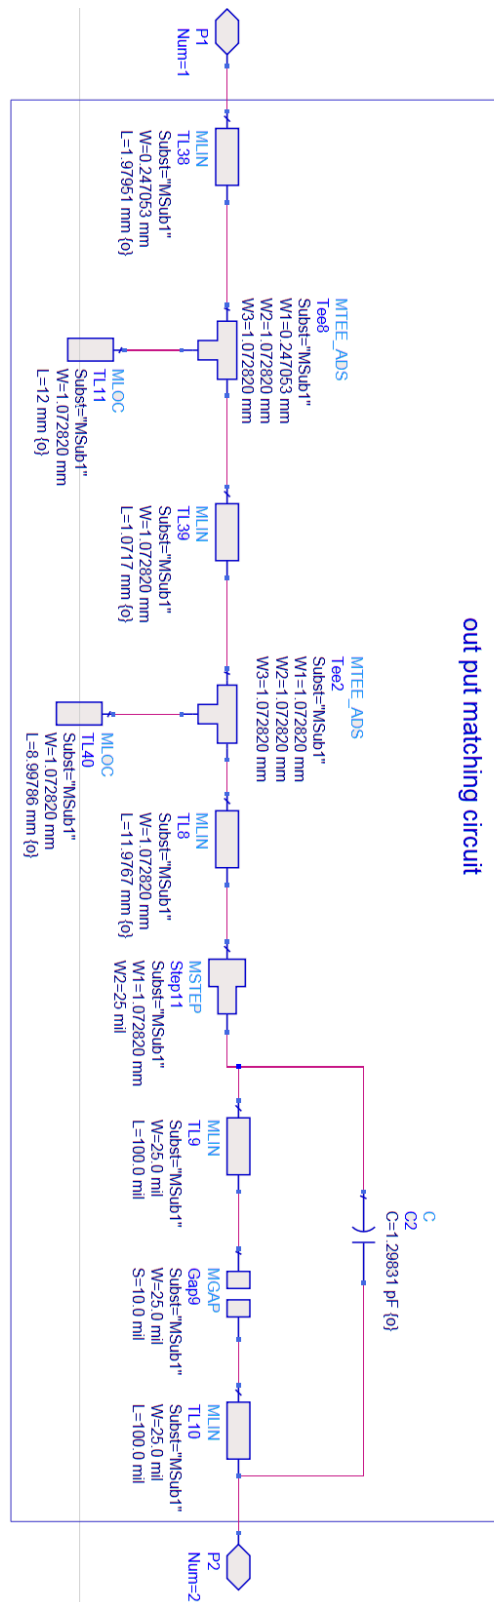 out put matching circuit
P1
Num=1
MLIN
TL38
Subst="MSub1"
W=0.247053 mm
L=1.97951 mm {o}
MTEE_ADS
Tee8
Subst="MSub1"
W1=0.247053 mm
W2=1.072820 mm
W3=1.072820 mm
MLOC
TL11
Subst="MSub1"
W=1.072820 mm
L=12 mm {o}
MLIN
TL39
Subst="MSub1"
W=1.072820 mm
L=1.0717 mm {o}
MTEE_ADS
Tee2
Subst="MSub1"
W1=1.072820 mm
W2=1.072820 mm
W3=1.072820 mm
MLOC
TL40
Subst="MSub1"
W=1.072820 mm
L=8.99786 mm {o}
MLIN
TL8
Subst="MSub1"
W=1.072820 mm
L=11.9767 mm {o}
MSTEP
Step11
Subst="MSub1"
W1=1.072820 mm
W2=25 mil
MLIN
TL9
Subst="MSub1"
W=25.0 mil
L=100.0 mil
C
C2
C=1.29831 pF {o}
MGAP
Gap9
Subst="MSub1"
W=25.0 mil
S=10.0 mil
MLIN
TL10
Subst="MSub1"
W=25.0 mil
L=100.0 mil
P2
Num=2